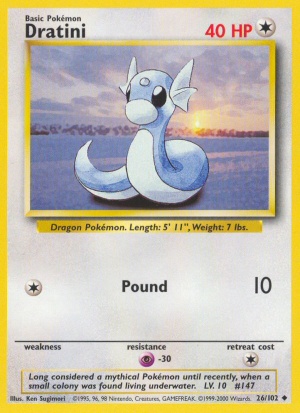 Basic Pokémon
Dratini 40 HP
Dragon Pokémon. Length: 5' 11", Weight: 7 lbs.
Pound 10
weakness resistance retreat cost
-30
Long considered a mythical Pokémon until recently, when a
small colony was found living underwater. LV. 10 #147
Illus. Ken Sugimori ©1995, 96, 98 Nintendo, Creatures, GAMEFREAK. ©1999-2000 Wizards. 26/102